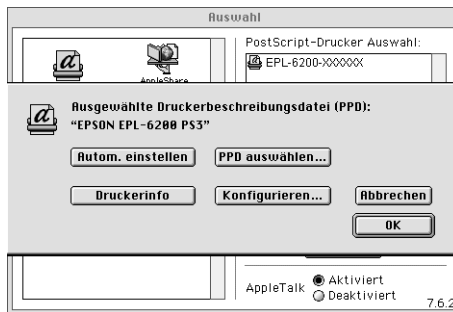 Auswahl
PostScript-Drucker Auswahl:
EPL-6200-XXXXXX
AppleShare
Ausgewählte Druckerbeschreibungsdatei (PPD):
“EPSON EPL-6200 PS3”
Autom. einstellen
PPD auswählen...
Druckerinfo
Konfigurieren...
Abbrechen
OK
AppleTalk
Aktiviert
Deaktiviert
7.6.2